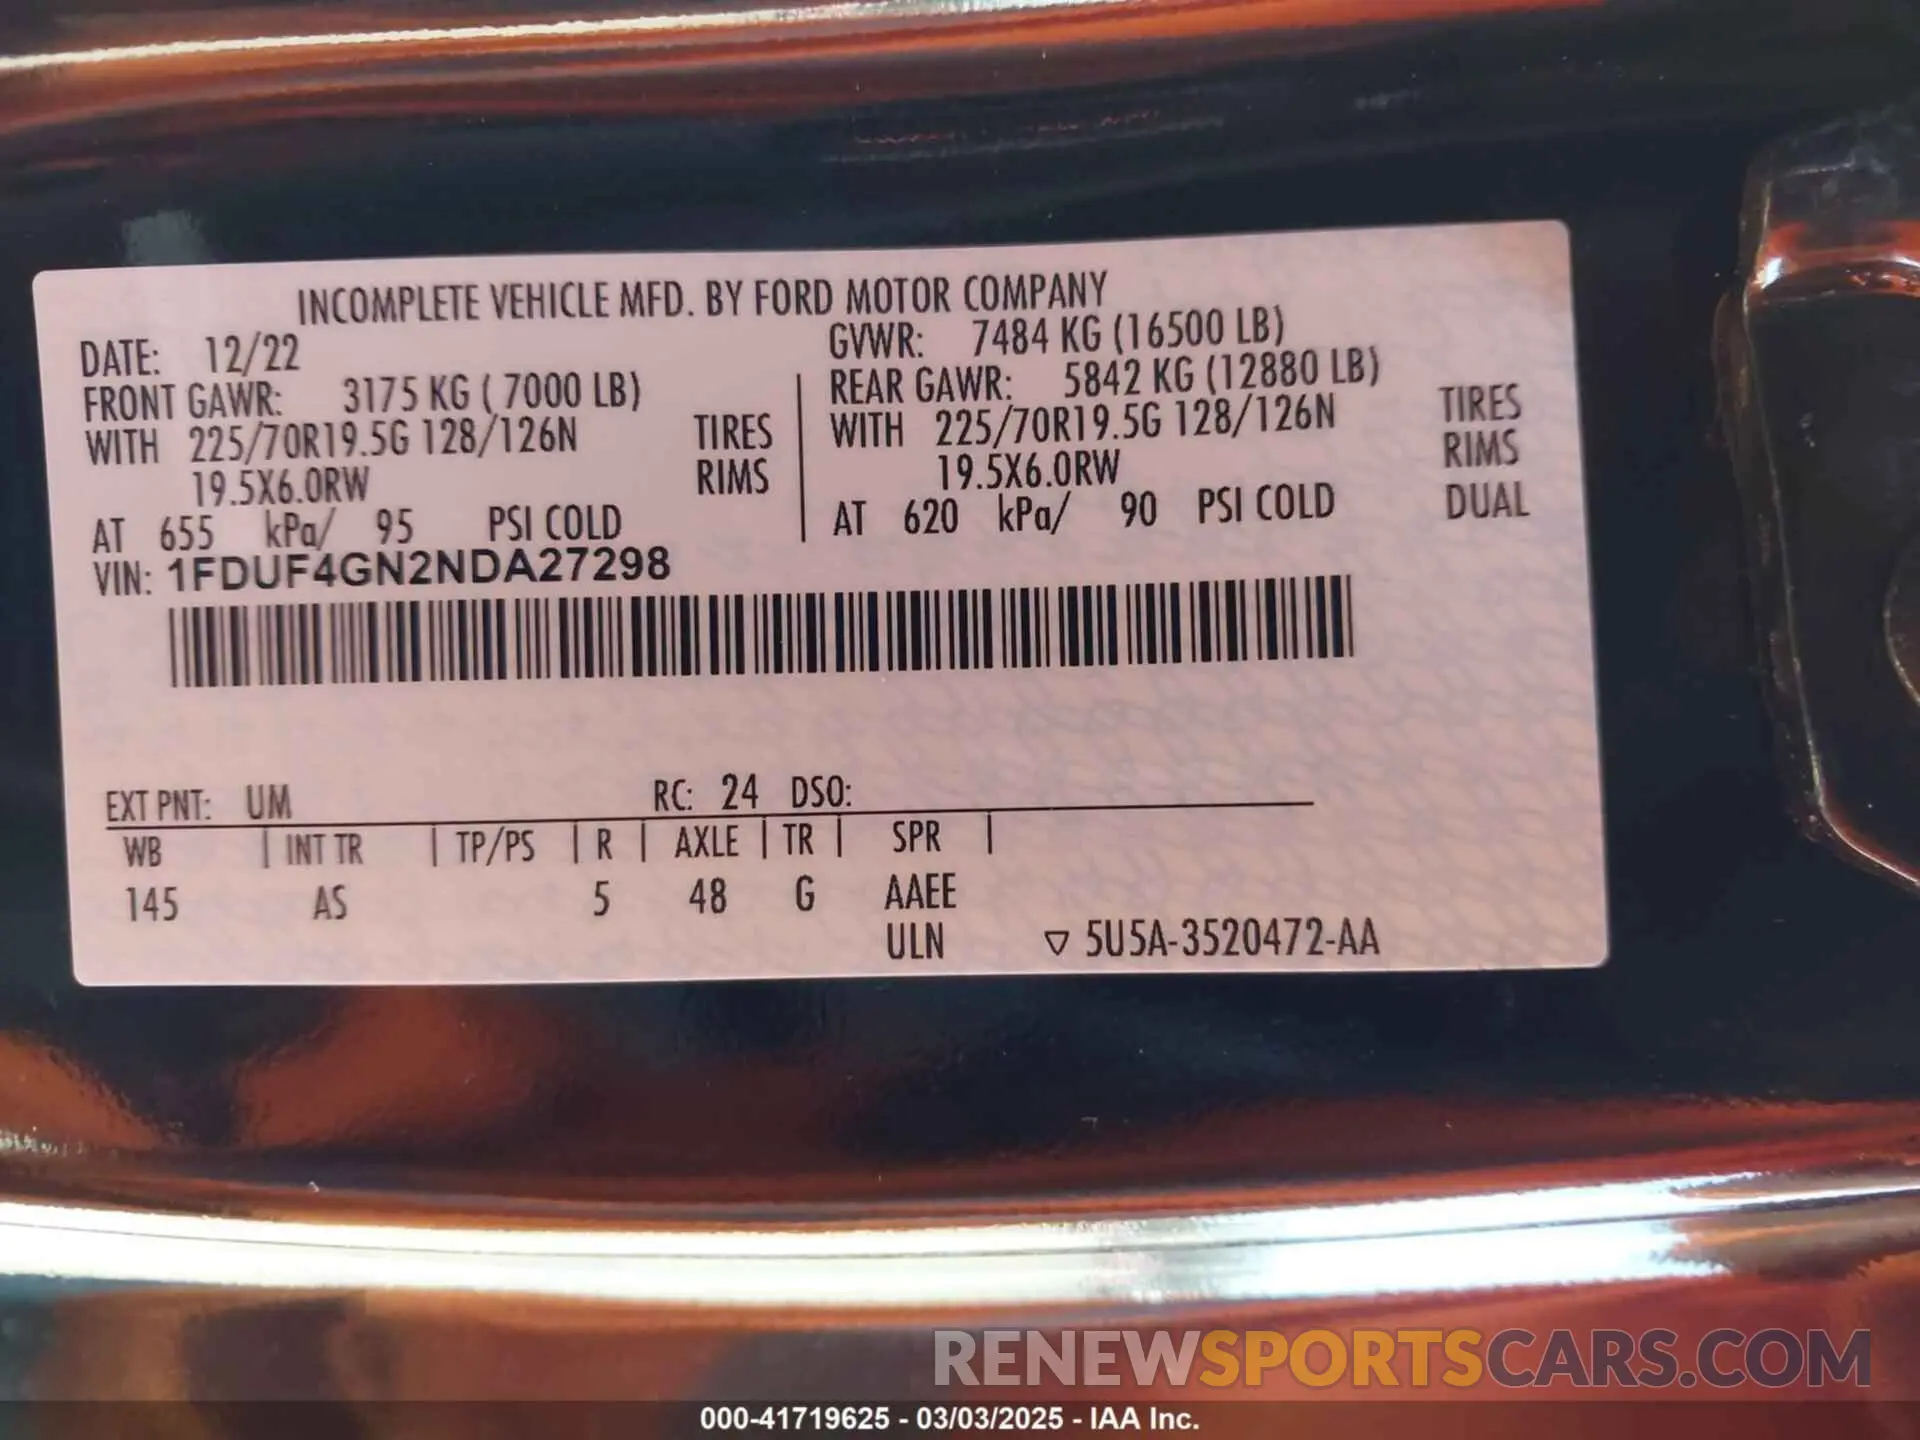 INCOMPLETE VEHICLE MFD. BY FORD MOTOR COMPANY
DATE: 12/22
GVWR: 7484 KG (16500 LB)
FRONT GAWR: 3175 KG ( 7000 LB)
REAR GAWR: 5842 KG (12880 LB)
WITH 225/70R19.5G 128/126N TIRES
WITH 225/70R19.5G 128/126N TIRES
19.5X6.0RW RIMS
19.5X6.0RW RIMS
AT 655 kPa/ 95 PSI COLD
AT 620 kPa/ 90 PSI COLD DUAL
VIN: 1FDUF4GN2NDA27298
EXT PNT: UM RC: 24 DSO:
WB | INT TR | TP/PS | R | AXLE | TR | SPR |
145 AS 5 48 G AAEE
ULN ▽ 5U5A-3520472-AA
RENEWSPORTSCARS.COM
000-41719625 - 03/03/2025 - IAA Inc.